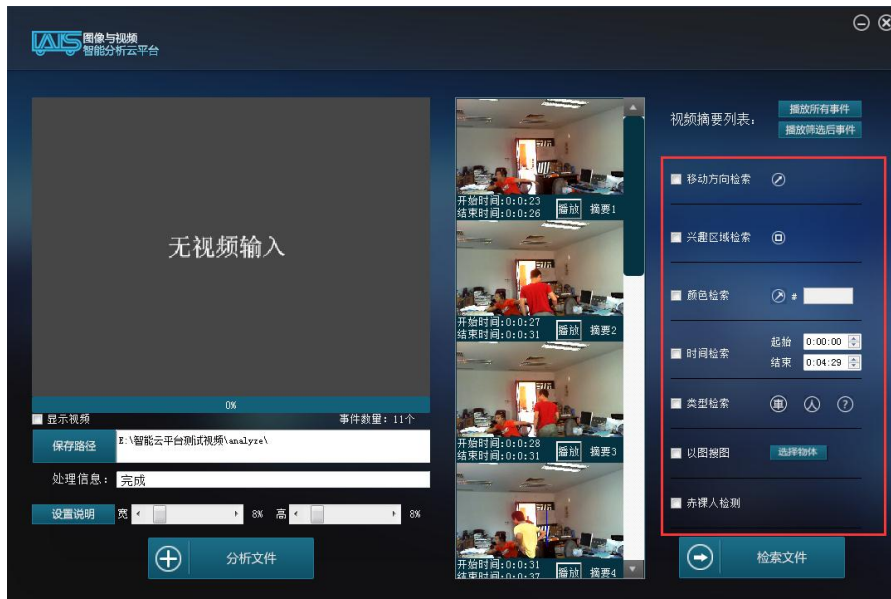 IAIS
图像与视频
智能分析云平台
无视频输入
0%
显示视频
事件数量: 11个
保存路径
E:\智能云平台测试视频\analyze\
处理信息:
完成
设置说明
宽
8%
高
8%
分析文件
开始时间:0:0:23
结束时间:0:0:26
播放
摘要1
开始时间:0:0:27
结束时间:0:0:31
播放
摘要2
开始时间:0:0:28
结束时间:0:0:31
播放
摘要3
开始时间:0:0:31
结束时间:0:0:37
播放
摘要4
视频摘要列表:
播放所有事件
播放筛选后事件
移动方向检索
兴趣区域检索
颜色检索
#
时间检索
起始
0:00:00
结束
0:04:29
类型检索
車
人
?
以图搜图
选择物体
赤裸人检测
检索文件